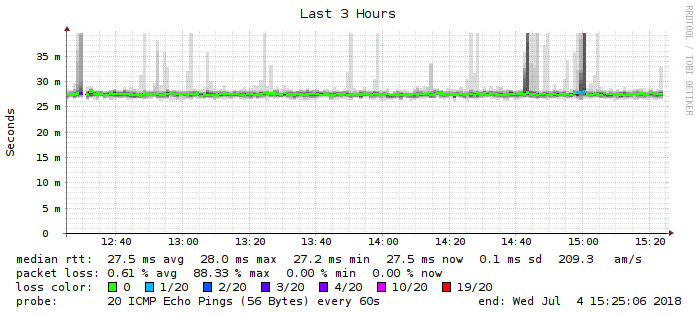 Last 3 Hours
RRDTOOL / TOBI OETIKER
Seconds
35 m
30 m
25 m
20 m
15 m
10 m
5 m
0
12:40 13:00 13:20 13:40 14:00 14:20 14:40 15:00 15:20
median rtt: 27.5 ms avg 28.0 ms max 27.2 ms min 27.5 ms now 0.1 ms sd 209.3 am/s
packet loss: 0.61 % avg 88.33 % max 0.00 % min 0.00 % now
loss color: 0 1/20 2/20 3/20 4/20 10/20 19/20
probe: 20 ICMP Echo Pings (56 Bytes) every 60s end: Wed Jul 4 15:25:06 2018